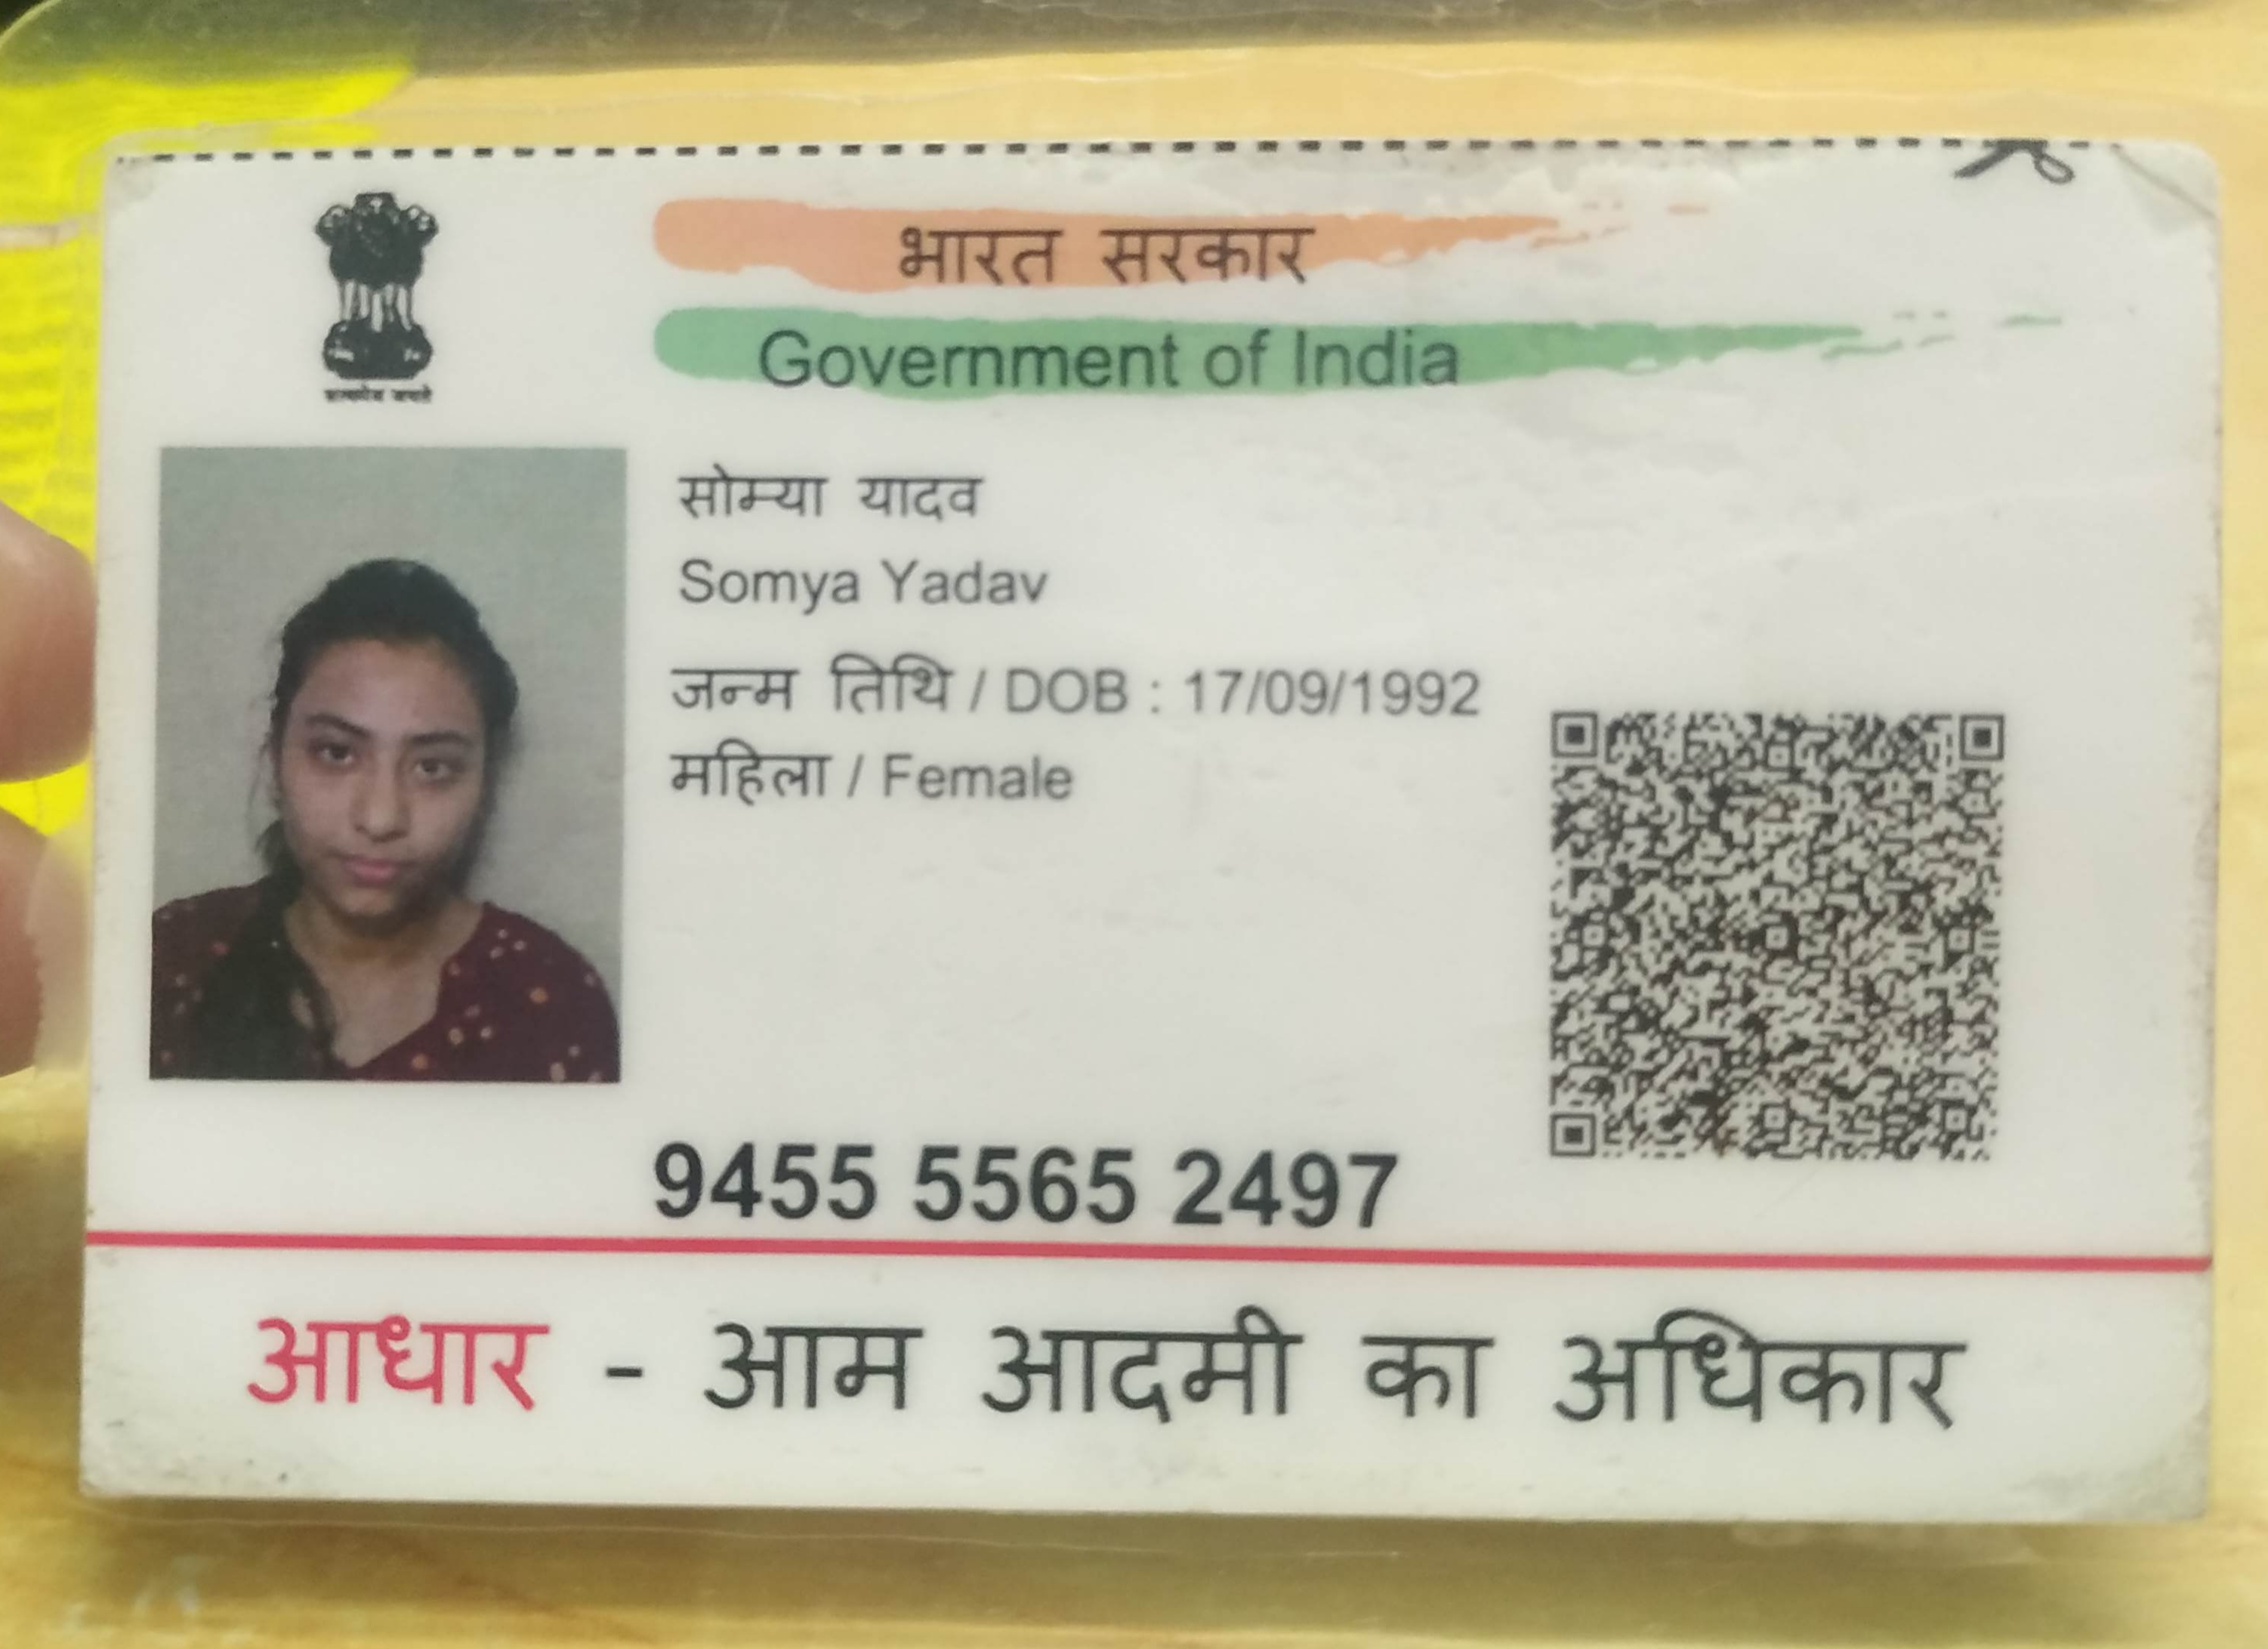 भारत सरकार
Government of India
सत्यमेव जयते
सोम्या यादव
Somya Yadav
जन्म तिथि / DOB : 17/09/1992
महिला / Female
9455 5565 2497
आधार - आम आदमी का अधिकार